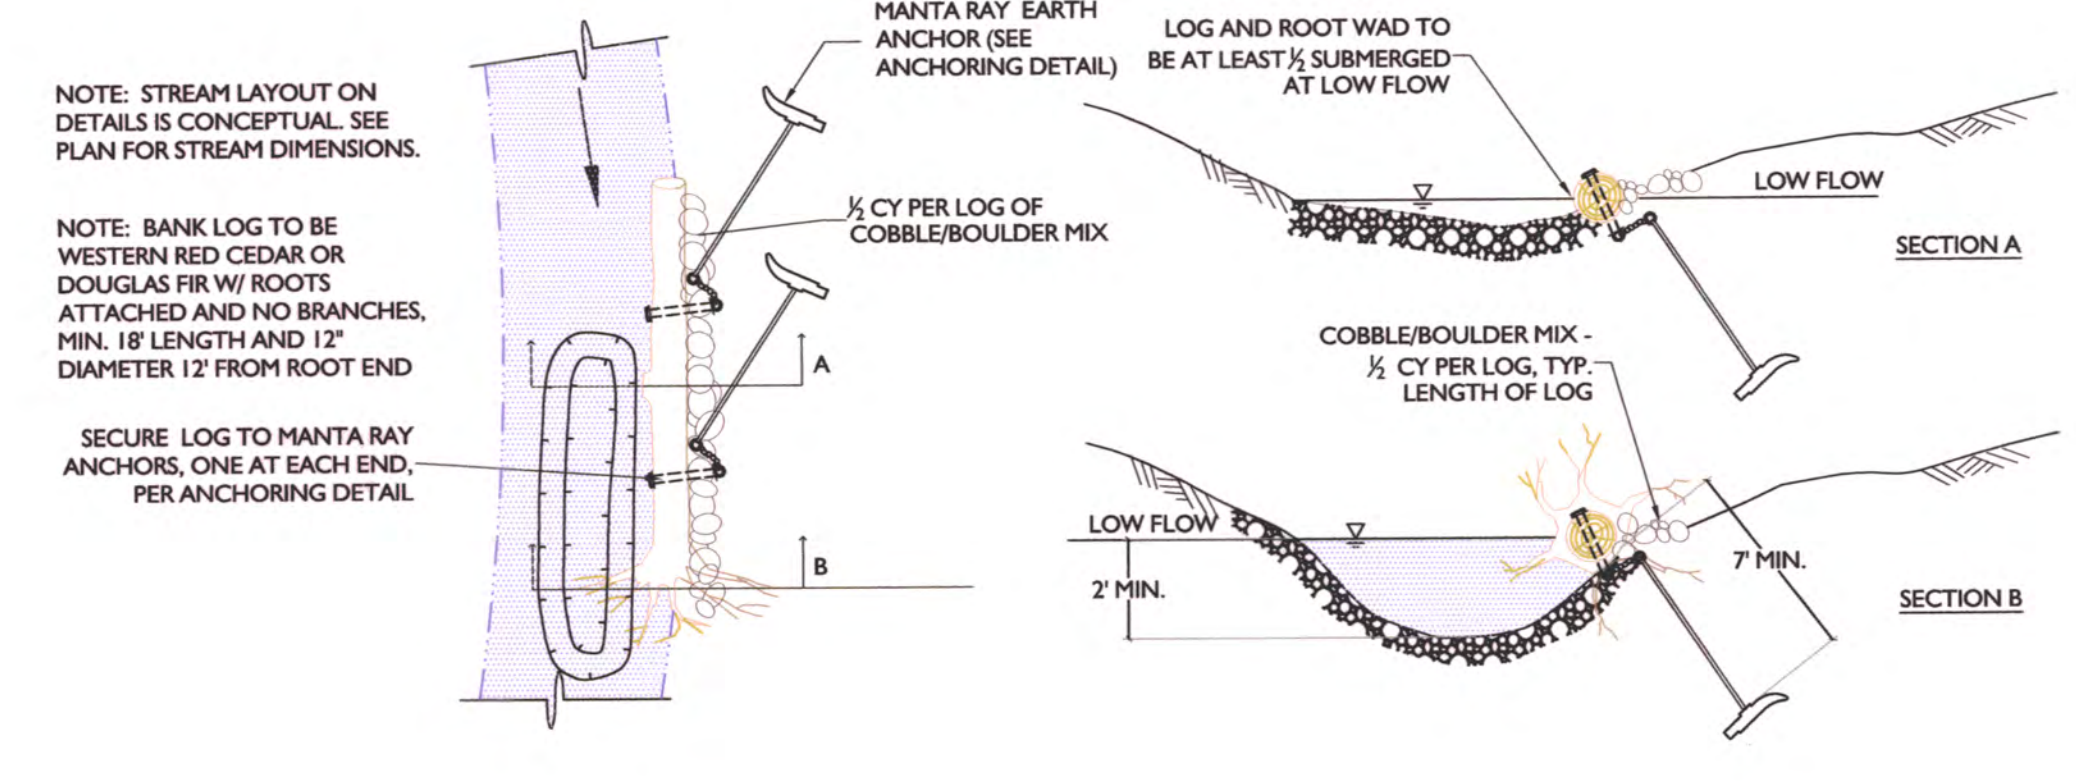 NOTE: STREAM LAYOUT ON
DETAILS IS CONCEPTUAL. SEE
PLAN FOR STREAM DIMENSIONS.
NOTE: BANK LOG TO BE
WESTERN RED CEDAR OR
DOUGLAS FIR W/ ROOTS
ATTACHED AND NO BRANCHES,
MIN. 18' LENGTH AND 12"
DIAMETER 12' FROM ROOT END
SECURE LOG TO MANTA RAY
ANCHORS, ONE AT EACH END,
PER ANCHORING DETAIL
MANTA RAY EARTH
ANCHOR (SEE
ANCHORING DETAIL)
½ CY PER LOG OF
COBBLE/BOULDER MIX
A
B
LOG AND ROOT WAD TO
BE AT LEAST ½ SUBMERGED
AT LOW FLOW
LOW FLOW
SECTION A
COBBLE/BOULDER MIX -
½ CY PER LOG, TYP.
LENGTH OF LOG
LOW FLOW
2' MIN.
7' MIN.
SECTION B